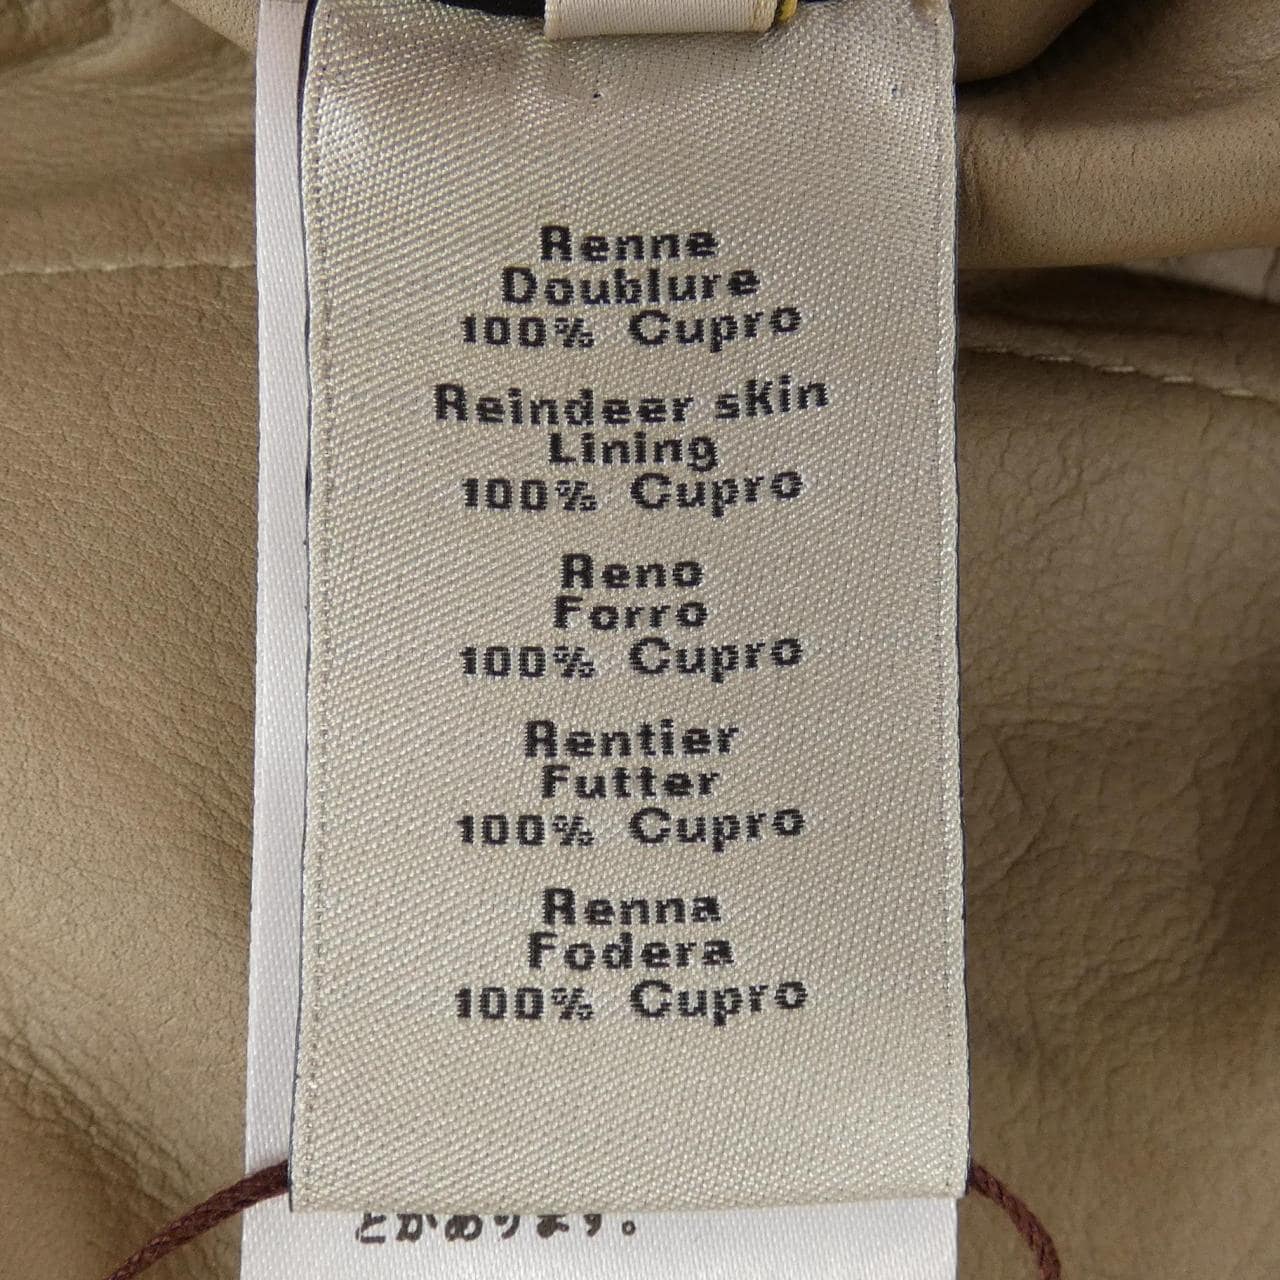 Renne
Doublure
100% Cupro
Reindeer skin
Lining
100% Cupro
Reno
Forro
100% Cupro
Rentier
Futter
100% Cupro
Renna
Fodera
100% Cupro
とがあります。